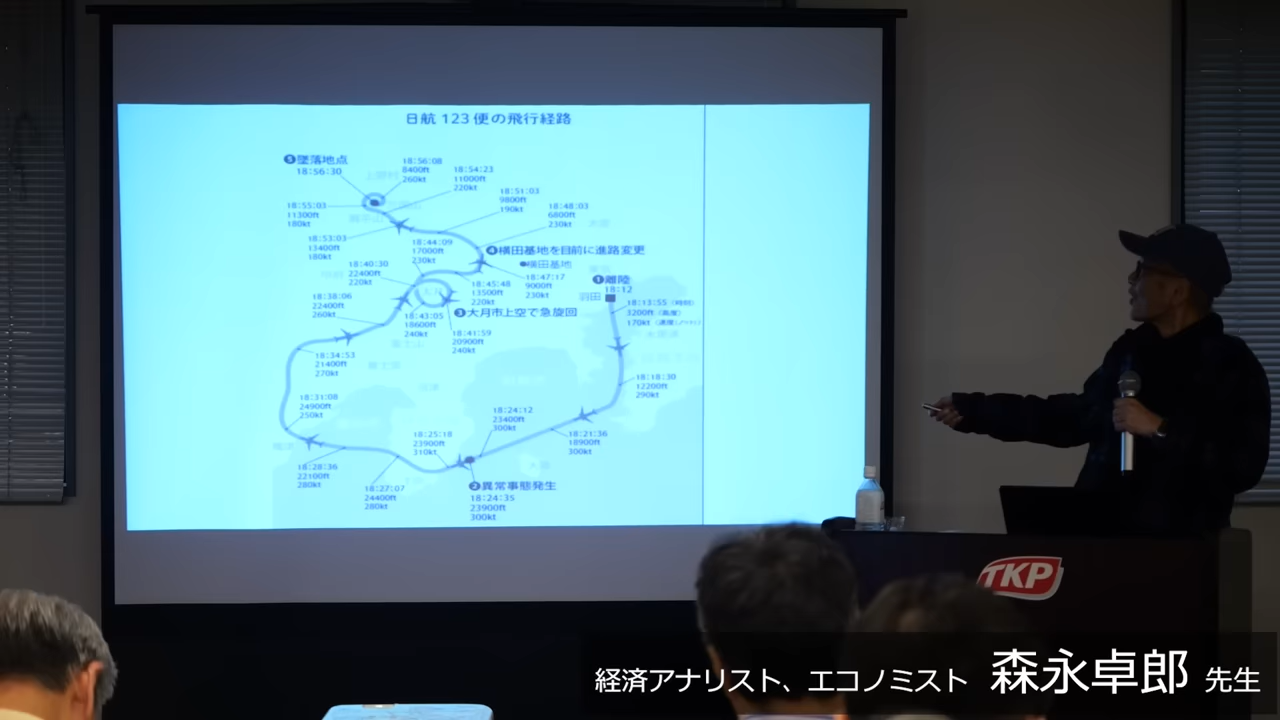 日航 123 便の飛行経路
❺墜落地点
18:56:30
18:56:08
8400ft
260kt
18:54:23
11000ft
220kt
18:55:03
11300ft
180kt
18:51:03
9800ft
190kt
18:48:03
6800ft
230kt
18:53:03
13400ft
180kt
18:44:09
17000ft
230kt
❹横田基地を目前に進路変更
横田基地
18:40:30
22400ft
220kt
18:47:17
9000ft
230kt
18:45:48
13500ft
220kt
❶離陸
18:12
羽田
18:13:55 (時間)
3200ft (高度)
170kt
18:38:06
22400ft
260kt
18:43:05
18600ft
240kt
❸大月市上空で急旋回
18:41:59
20900ft
240kt
18:34:53
21400ft
270kt
18:18:30
12200ft
290kt
18:31:08
24900ft
250kt
18:24:12
23400ft
300kt
18:25:18
23900ft
310kt
18:21:36
18900ft
300kt
18:28:36
22100ft
280kt
18:27:07
24400ft
280kt
❷異常事態発生
18:24:35
23900ft
300kt
TKP
経済アナリスト、エコノミスト 森永卓郎 先生